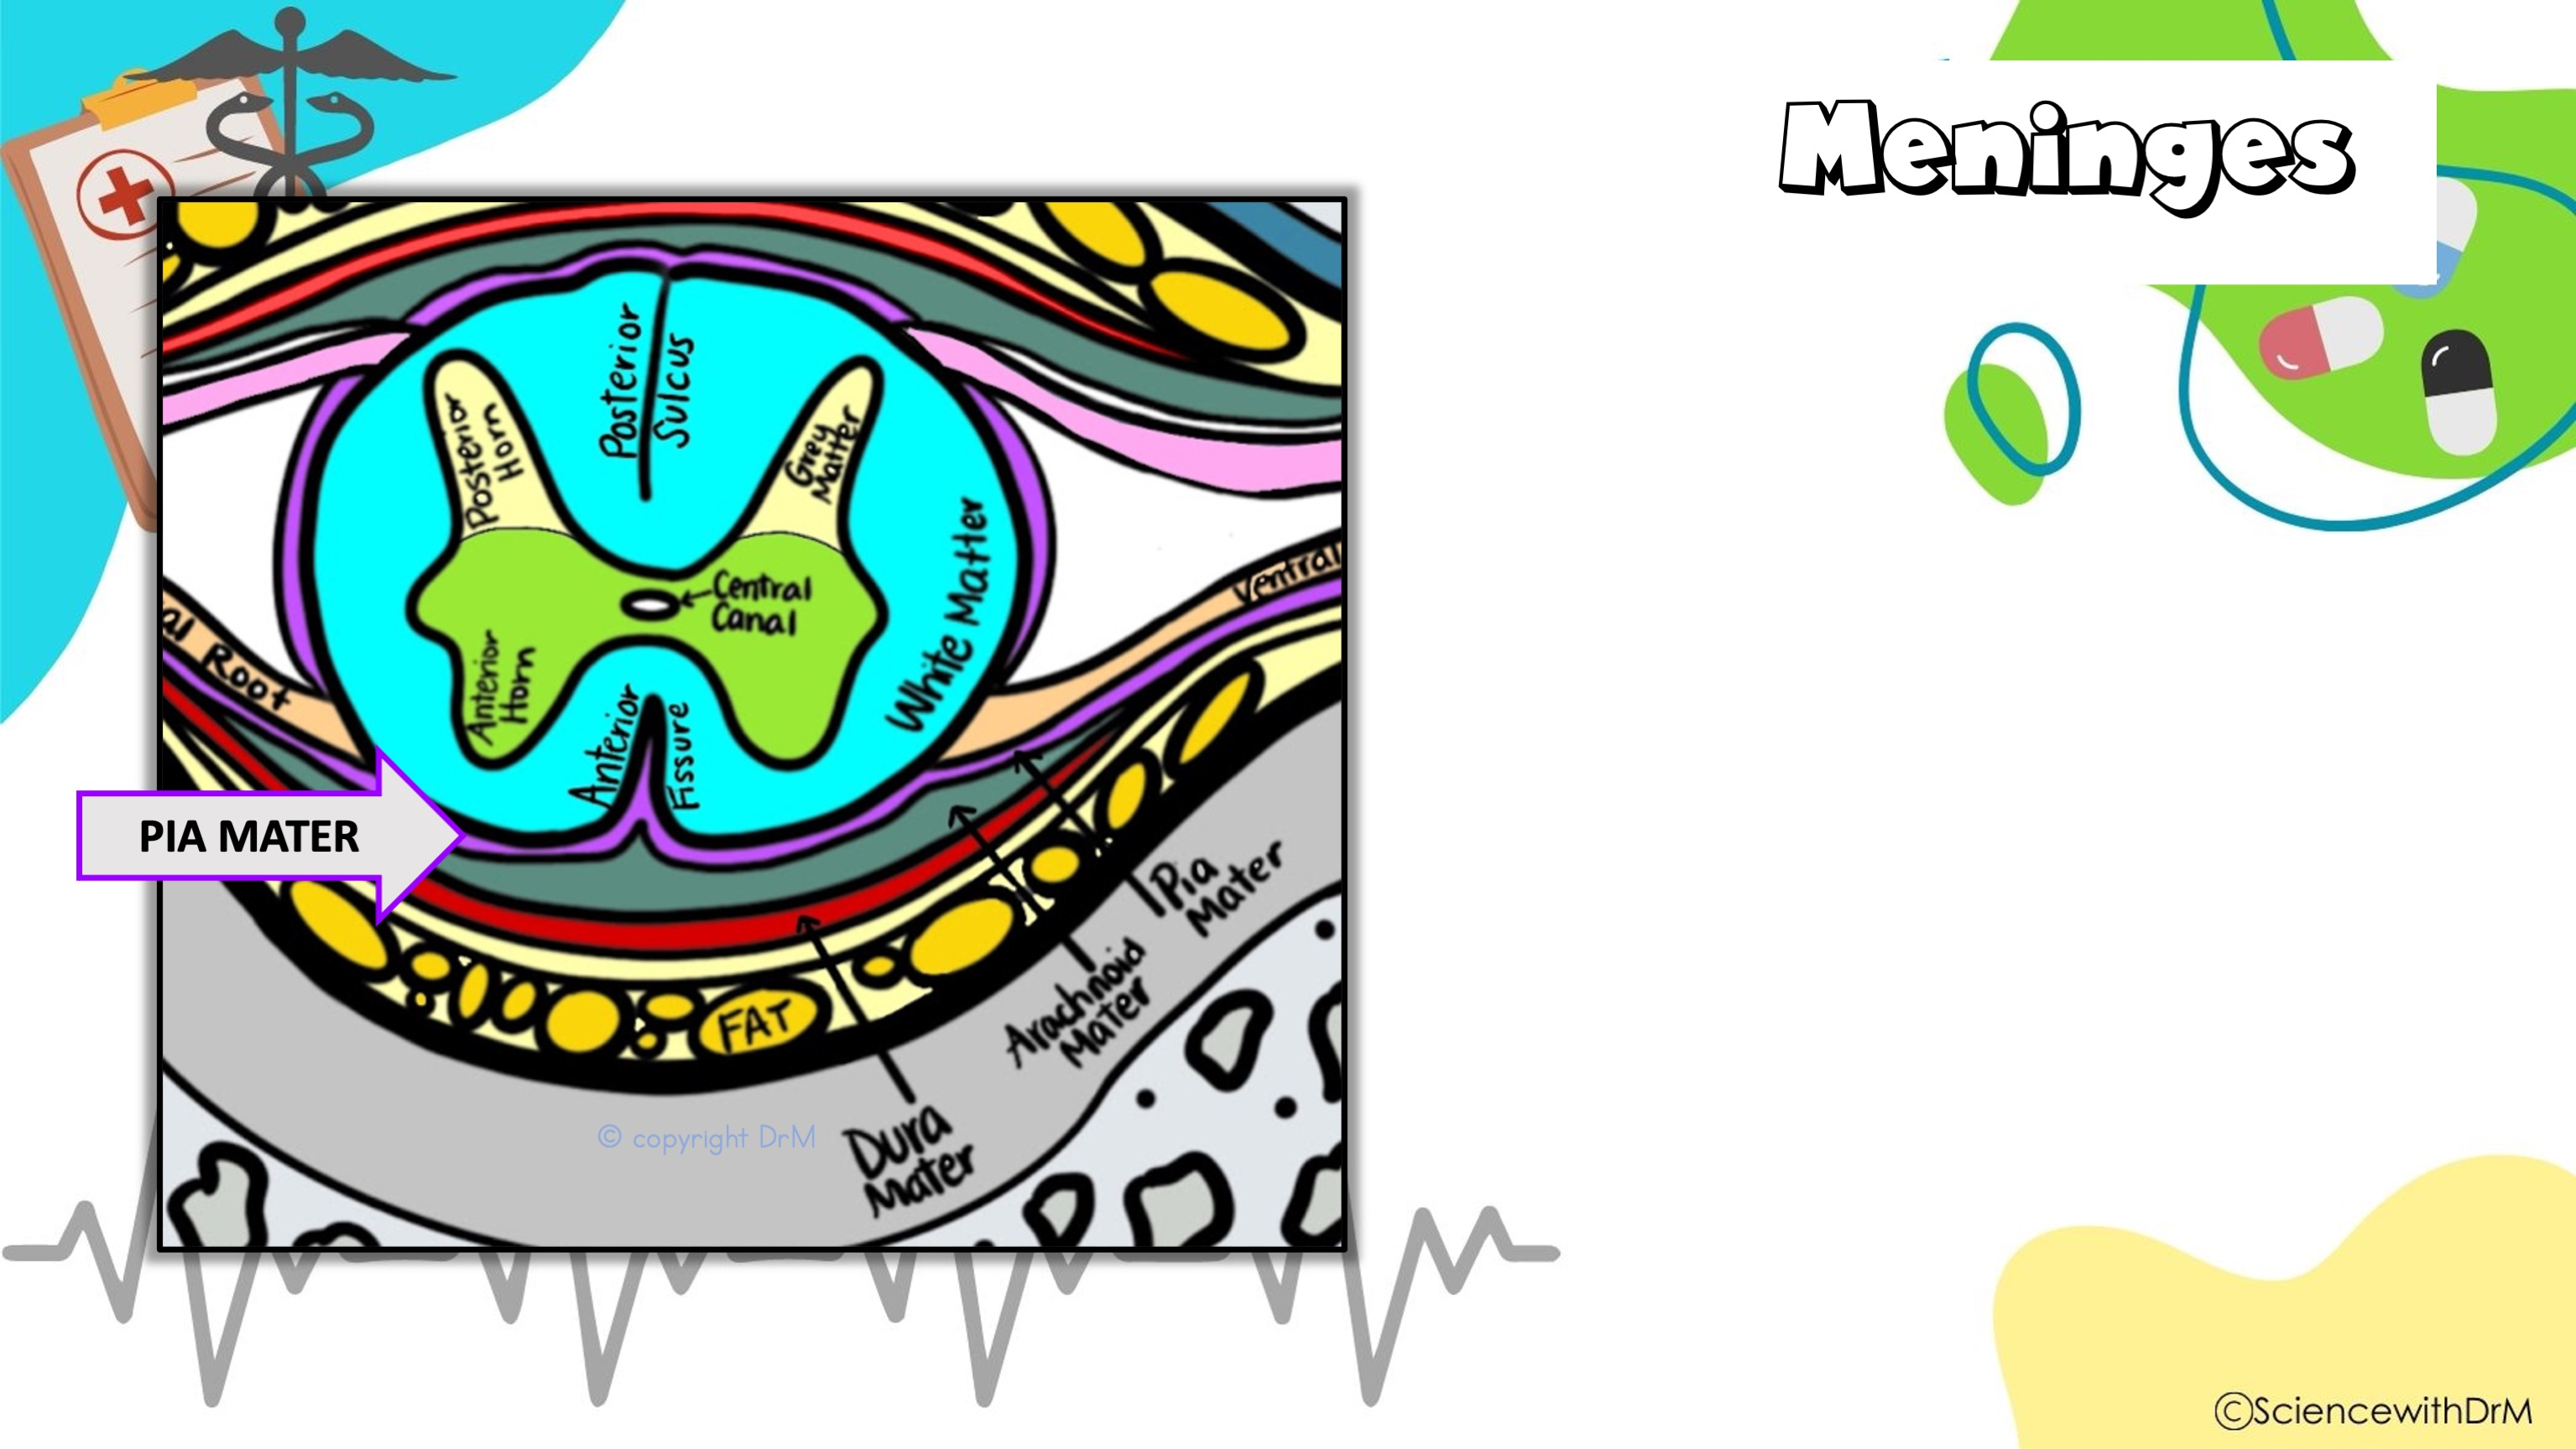 Meninges
Posterior
Sulcus
Posterior
Horn
Grey
Matter
White Matter
Central
Canal
Ventral
al Root
Anterior
Horn
Anterior
Fissure
PIA MATER
Pia
Mater
Arachnoid
Mater
FAT
Dura
Mater
© copyright DrM
©SciencewithDrM